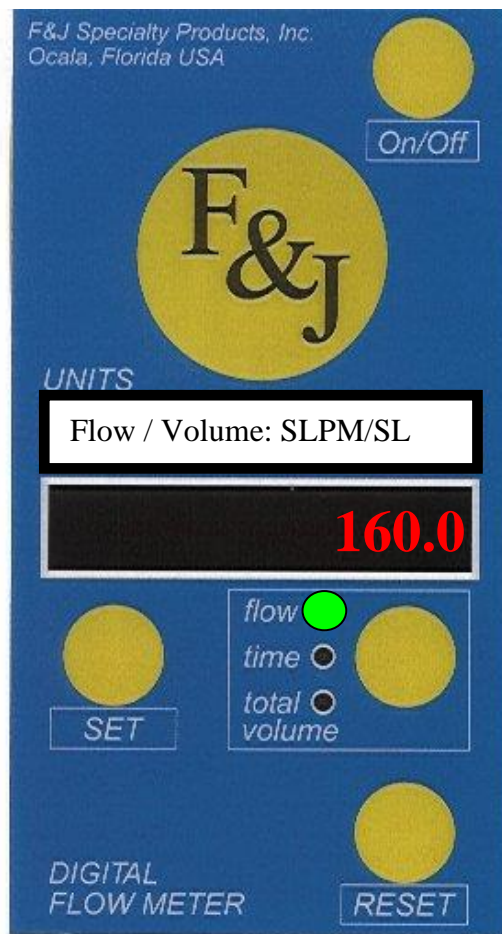 F&J Specialty Products, Inc.
Ocala, Florida USA
On/Off
F&J
UNITS
Flow / Volume: SLPM/SL
160.0
flow
time
total
volume
SET
DIGITAL
FLOW METER
RESET